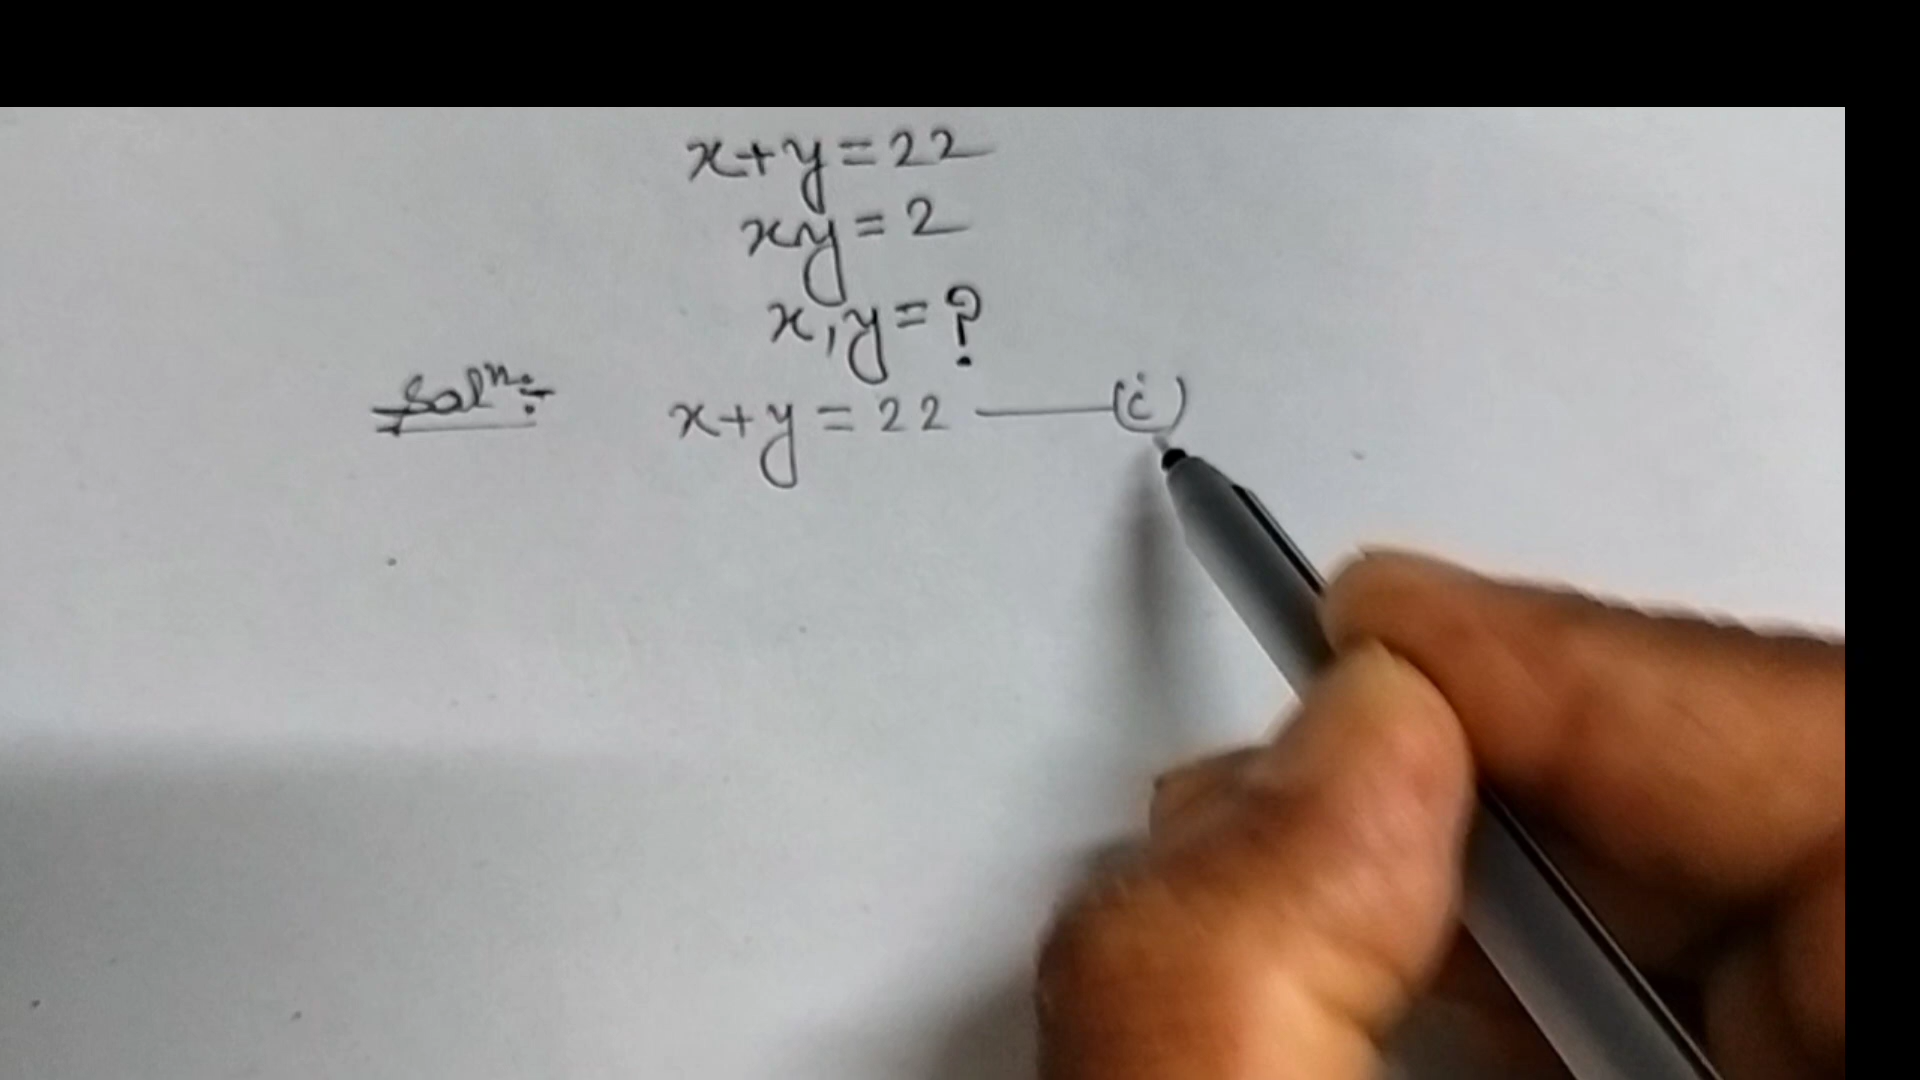 x+y=22
xy=2
x,y=?
Solⁿ:- x+y=22 —(i)